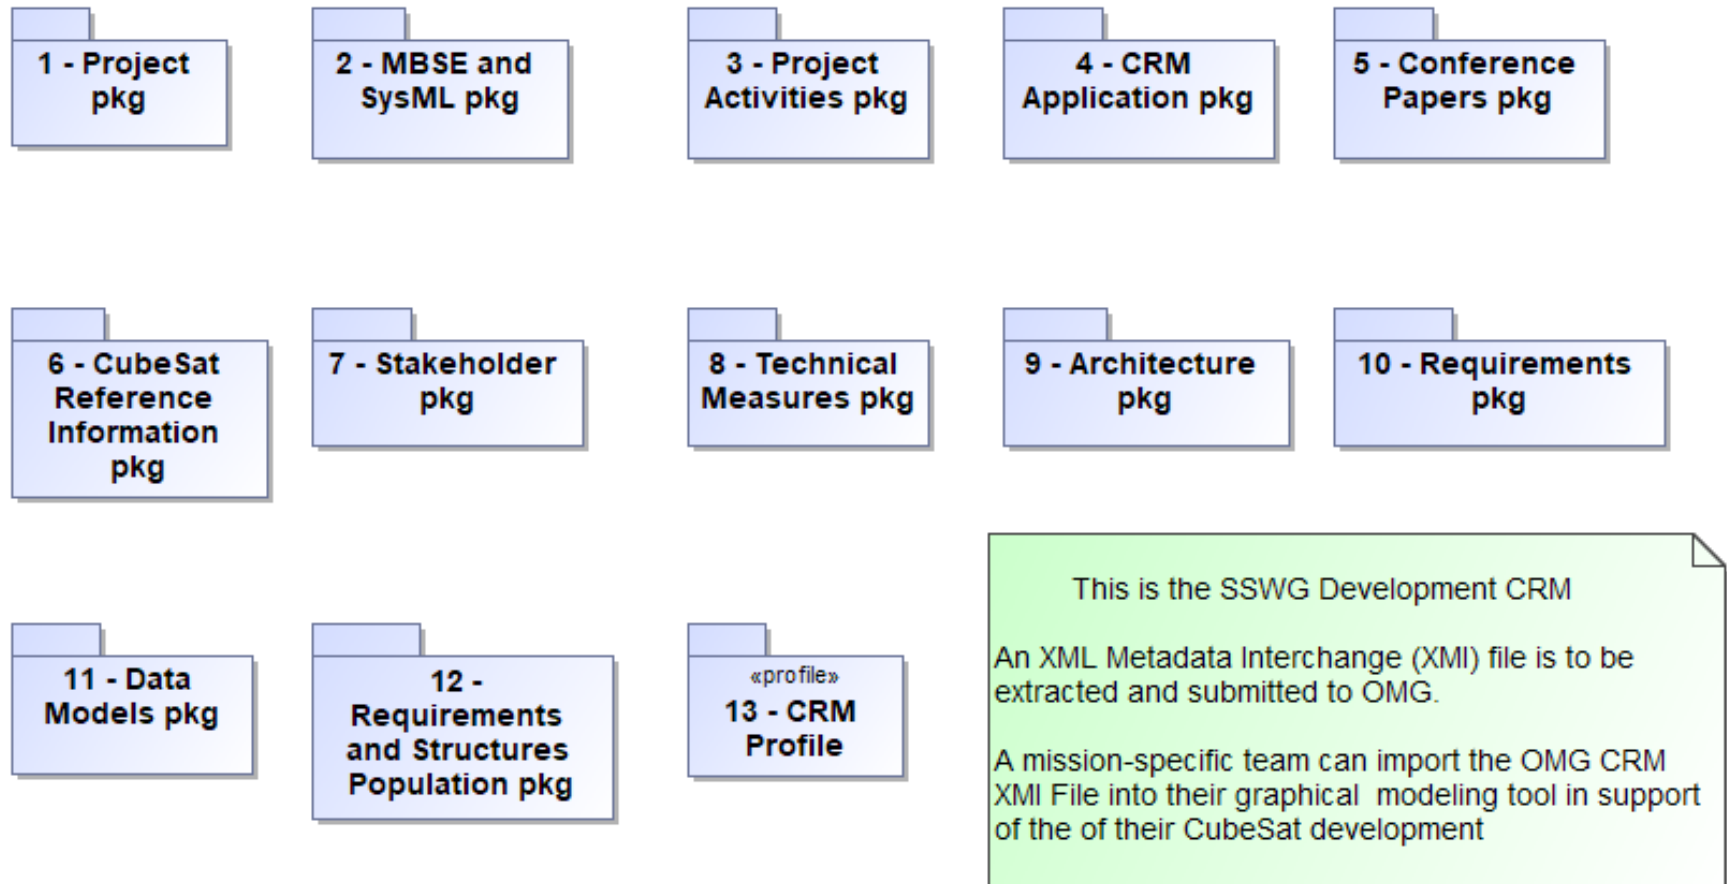 1 - Project
pkg
2 - MBSE and
SysML pkg
3 - Project
Activities pkg
4 - CRM
Application pkg
5 - Conference
Papers pkg
6 - CubeSat
Reference
Information
pkg
7 - Stakeholder
pkg
8 - Technical
Measures pkg
9 - Architecture
pkg
10 - Requirements
pkg
11 - Data
Models pkg
12 -
Requirements
and Structures
Population pkg
«profile»
13 - CRM
Profile
This is the SSWG Development CRM
An XML Metadata Interchange (XMI) file is to be
extracted and submitted to OMG.
A mission-specific team can import the OMG CRM
XMI File into their graphical modeling tool in support
of the of their CubeSat development